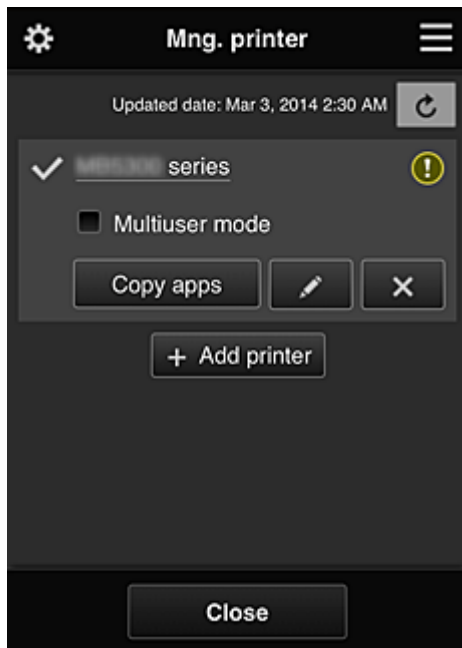 Mng. printer
Updated date: Mar 3, 2014 2:30 AM
series
Multiuser mode
Copy apps
+ Add printer
Close